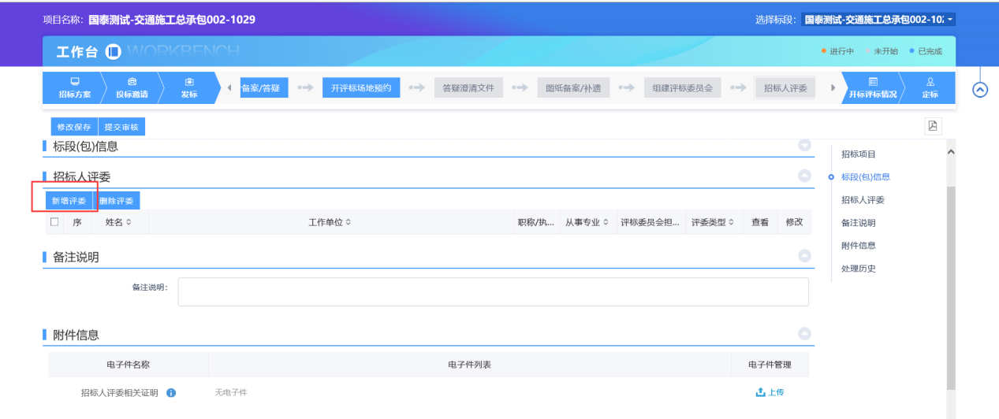 项目名称: 国泰测试-交通施工总承包002-1029
选择标段: 国泰测试-交通施工总承包002-10
工作台 WORKBENCH
进行中 未开始 已完成
招标方案 投标邀请 发标 备案/答疑 开评标场地预约 答疑澄清文件 图纸备案/补遗 组建评标委员会 招标人评委 开标评标情况 定标
修改保存 提交审核
标段(包)信息
招标人评委
新增评委 删除评委
序 姓名 工作单位 职称/执... 从事专业 评标委员会担... 评委类型 查看 修改
备注说明
备注说明:
附件信息
电子件名称 电子件列表 电子件管理
招标人评委相关证明 无电子件 上传
招标项目
标段(包)信息
招标人评委
备注说明
附件信息
处理历史